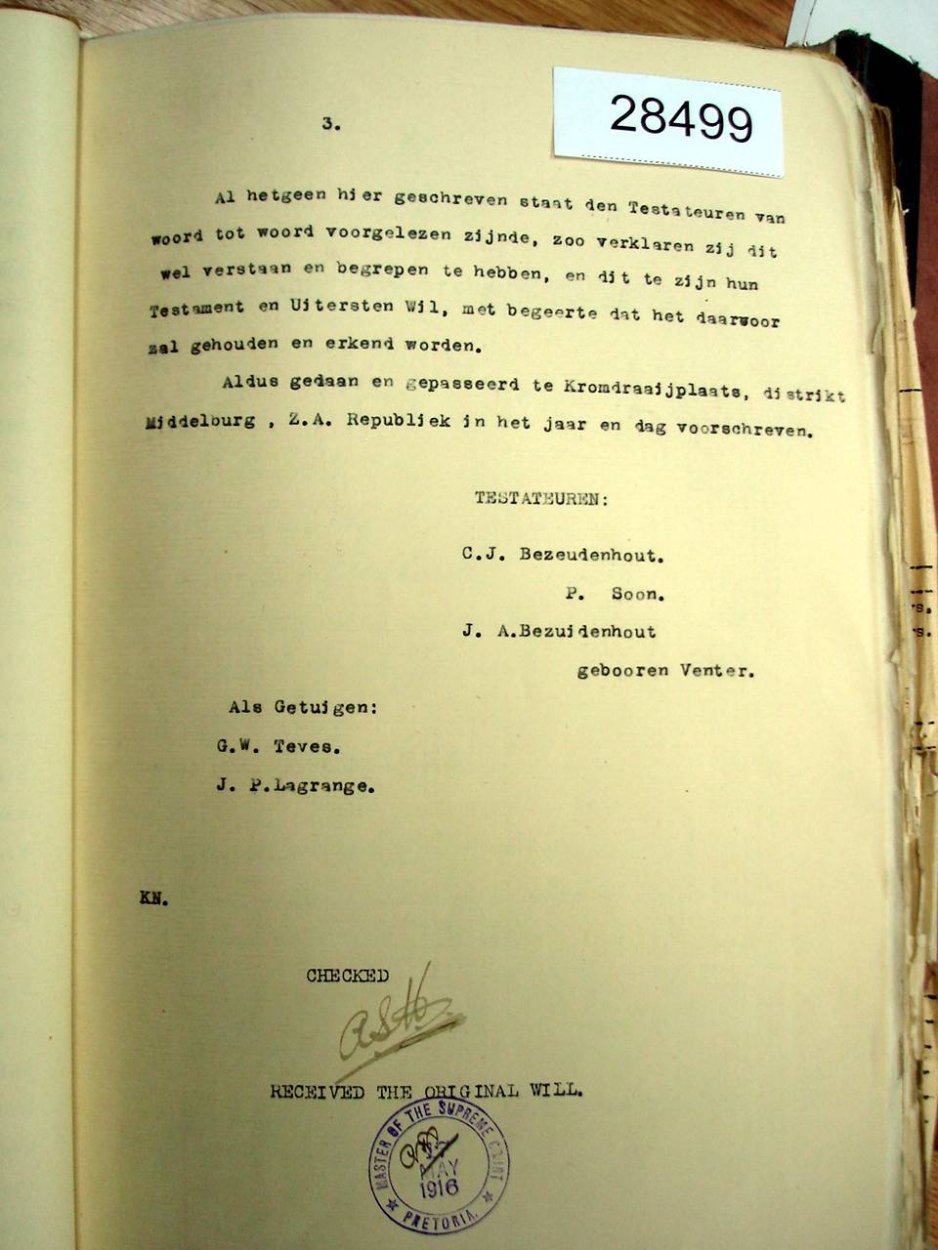 3.
28499
Al hetgeen hier geschreven staat den Testateuren van
woord tot woord voorgelezen zijnde, zoo verklaren zij dit
wel verstaan en begrepen te hebben, en dit te zijn hun
Testament en Uitersten Wil, met begeerte dat het daarwoor
zal gehouden en erkend worden.
Aldus gedaan en gepasseerd te Kromdraaijplaats, distrikt
Middelburg , Z.A. Republiek in het jaar en dag voorschreven.
TESTATEUREN:
C.J. Bezeudenhout.
P. Soon.
J. A.Bezuidenhout
gebooren Venter.
Als Getuigen:
G.W. Teves.
J. P.Lagrange.
KN.
CHECKED
RECEIVED THE ORIGINAL WILL.
MASTER OF THE SUPREME COURT
MAY
1916
PRETORIA.